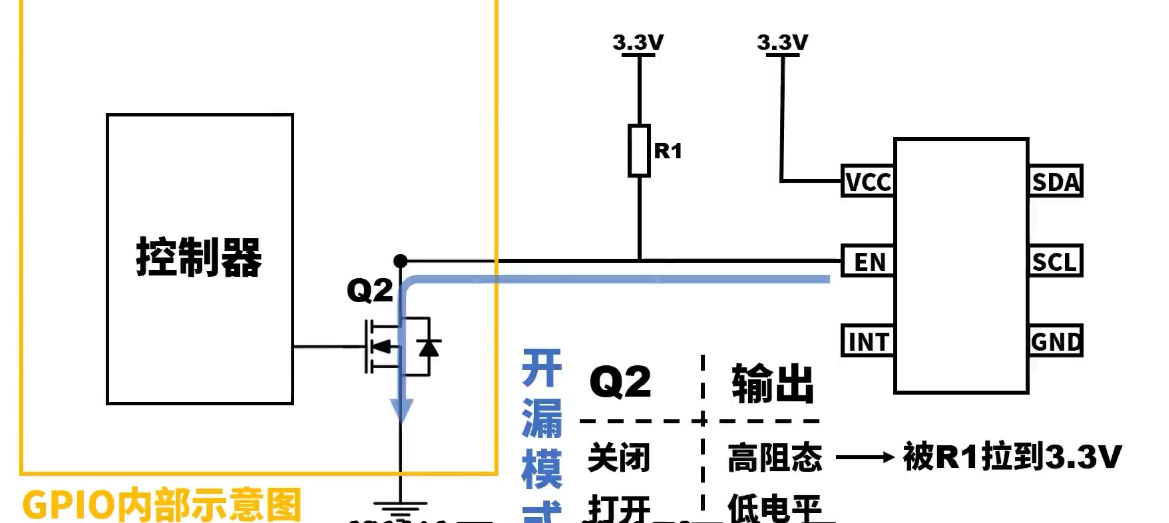 3.3V
3.3V
R1
VCC
SDA
控制器
EN
SCL
Q2
INT
GND
开漏模式
Q2
输出
关闭
高阻态
被R1拉到3.3V
打开
低电平
GPIO内部示意图